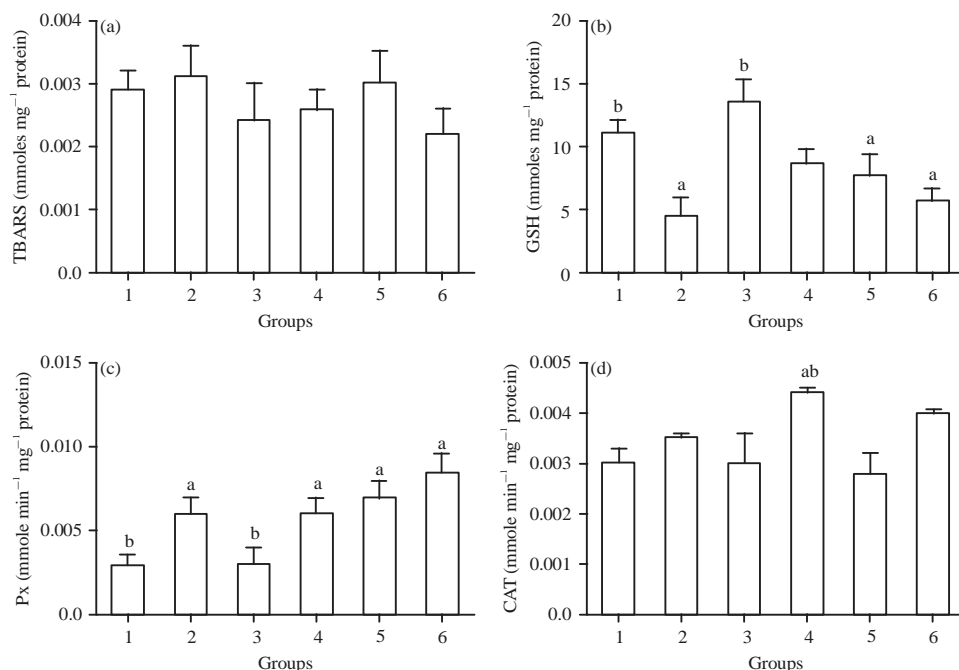 (a)
0.004
0.003
0.002
0.001
0.0
TBARS (mmoles mg⁻¹ protein)
1 2 3 4 5 6
Groups
(b)
20
15
10
5
0
GSH (mmoles mg⁻¹ protein)
b a b a a
1 2 3 4 5 6
Groups
(c)
0.015
0.010
0.005
0.0
Px (mmole min⁻¹ mg⁻¹ protein)
b a b a a a
1 2 3 4 5 6
Groups
(d)
0.005
0.004
0.003
0.002
0.001
0.0
CAT (mmole min⁻¹ mg⁻¹ protein)
ab
1 2 3 4 5 6
Groups